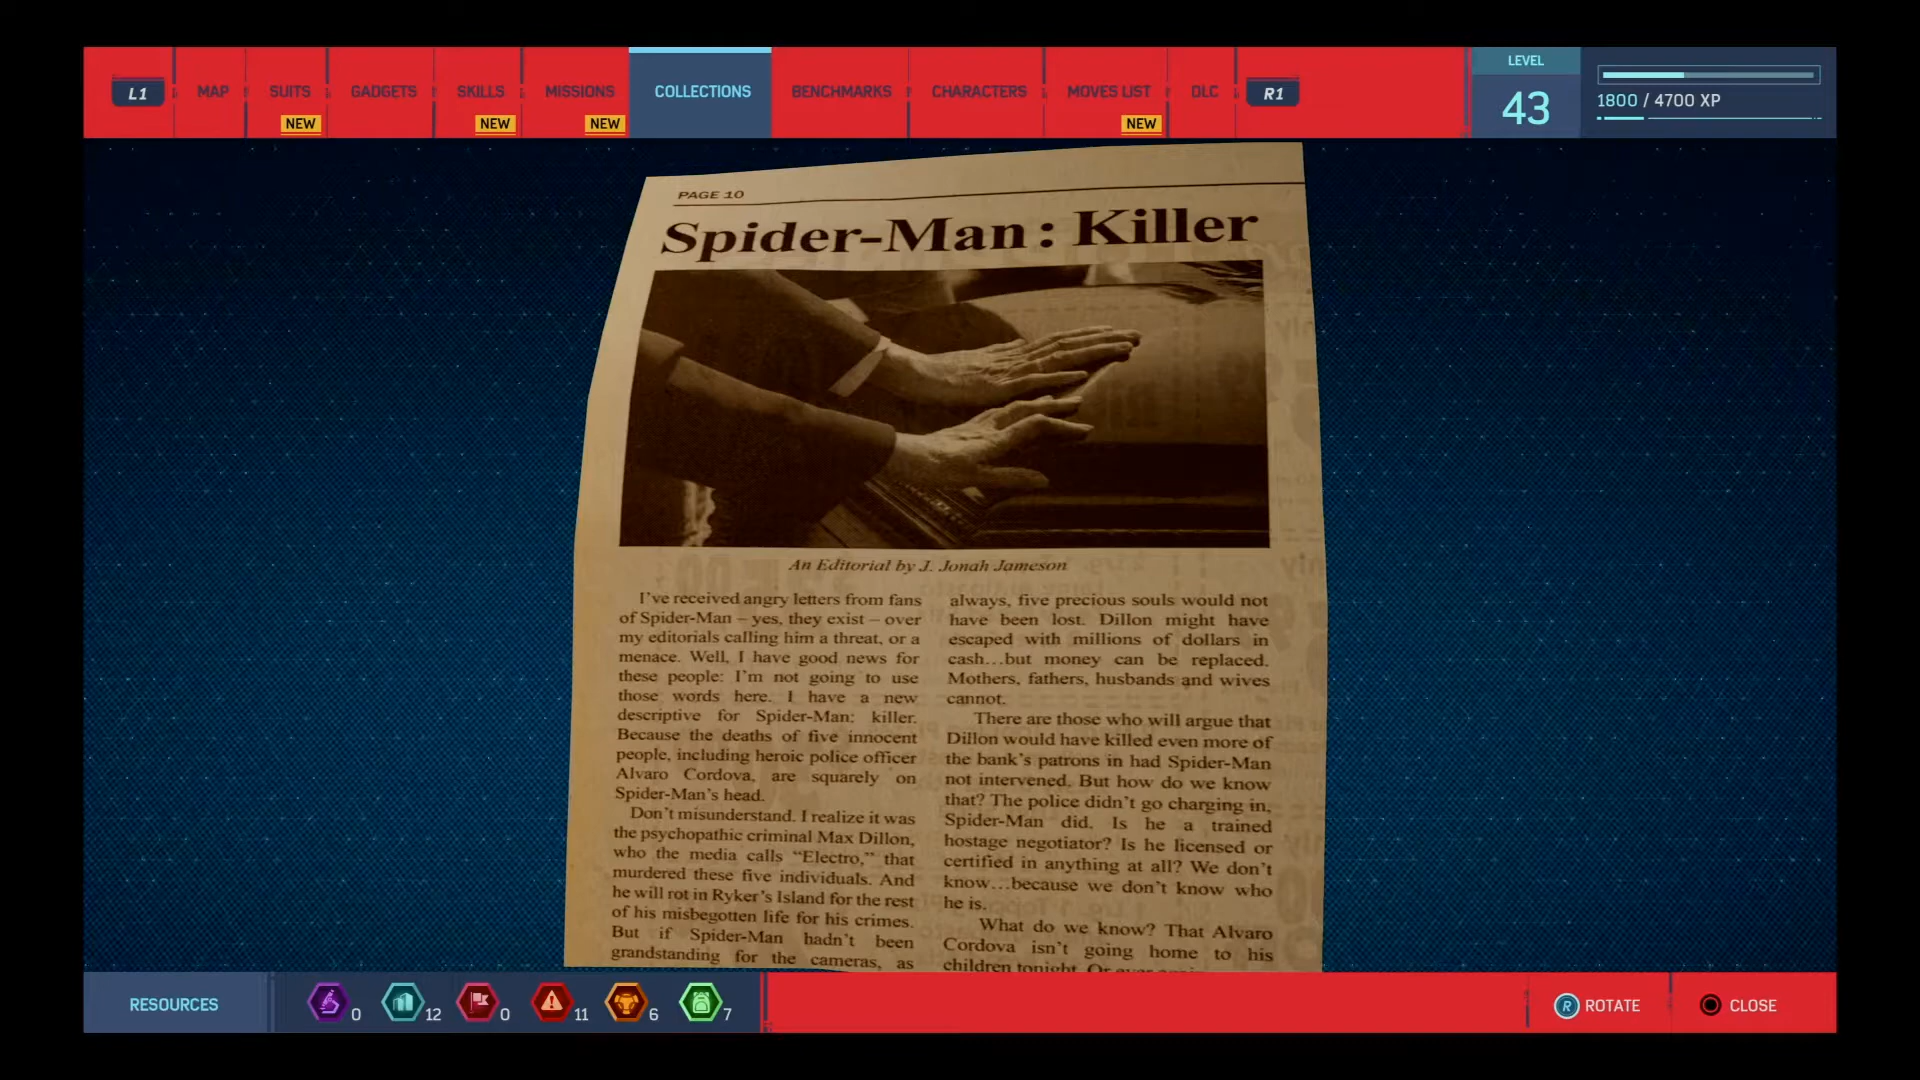 L1
MAP
SUITS
NEW
GADGETS
SKILLS
NEW
MISSIONS
NEW
COLLECTIONS
BENCHMARKS
CHARACTERS
MOVES LIST
NEW
DLC
R1
LEVEL
43
1800 / 4700 XP
PAGE 10
Spider-Man: Killer
An Editorial by J. Jonah Jameson
I've received angry letters from fans
of Spider-Man – yes, they exist – over
my editorials calling him a threat, or a
menace. Well, I have good news for
these people: I'm not going to use
those words here. I have a new
descriptive for Spider-Man: killer.
Because the deaths of five innocent
people, including heroic police officer
Alvaro Cordova, are squarely on
Spider-Man's head.
Don't misunderstand. I realize it was
the psychopathic criminal Max Dillon,
who the media calls "Electro," that
murdered these five individuals. And
he will rot in Ryker's Island for the rest
of his misbegotten life for his crimes.
But if Spider-Man hadn't been
grandstanding for the cameras, as
always, five precious souls would not
have been lost. Dillon might have
escaped with millions of dollars in
cash...but money can be replaced.
Mothers, fathers, husbands and wives
cannot.
There are those who will argue that
Dillon would have killed even more of
the bank's patrons in had Spider-Man
not intervened. But how do we know
that? The police didn't go charging in,
Spider-Man did. Is he a trained
hostage negotiator? Is he licensed or
certified in anything at all? We don't
know...because we don't know who
he is.
What do we know? That Alvaro
Cordova isn't going home to his
children tonight. Or ever
RESOURCES
0
12
0
11
6
7
R ROTATE
CLOSE